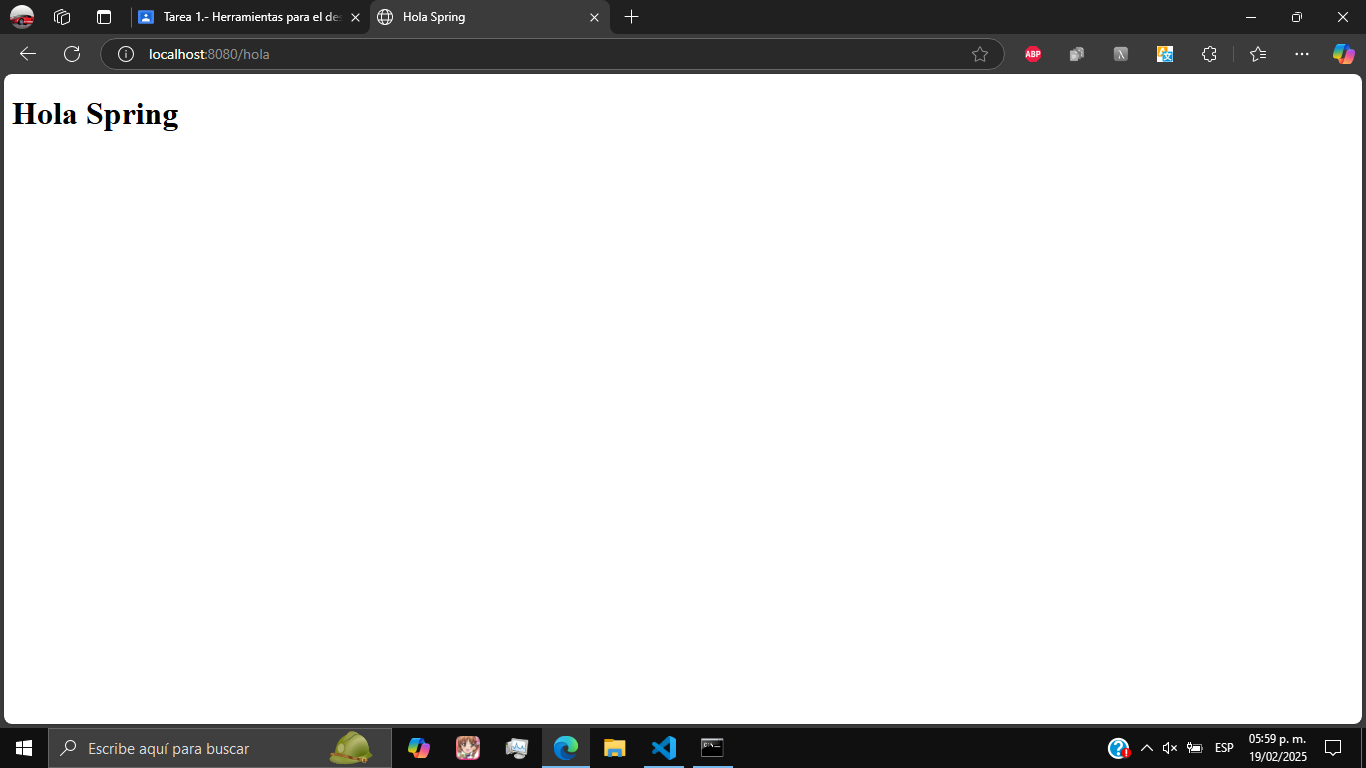 Tarea 1.- Herramientas para el de
Hola Spring
localhost:8080/hola
ABP
Hola Spring
Escribe aquí para buscar
ESP
05:59 p. m.
19/02/2025